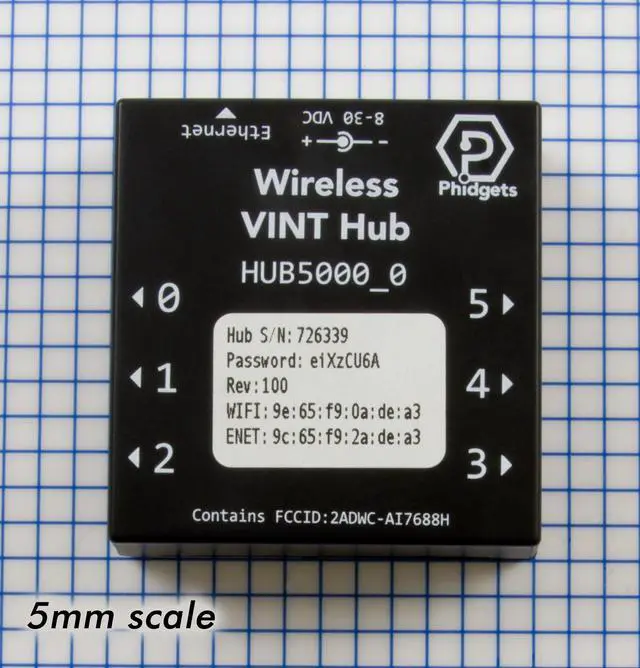 8-30 VDC
Ethernet
+ -
Phidgets
Wireless
VINT Hub
HUB5000_0
0
5
1
4
2
3
Hub S/N: 726339
Password: eiXzCU6A
Rev:100
WIFI: 9e:65:f9:0a:de:a3
ENET: 9c:65:f9:2a:de:a3
Contains FCCID:2ADWC-AI7688H
5mm scale